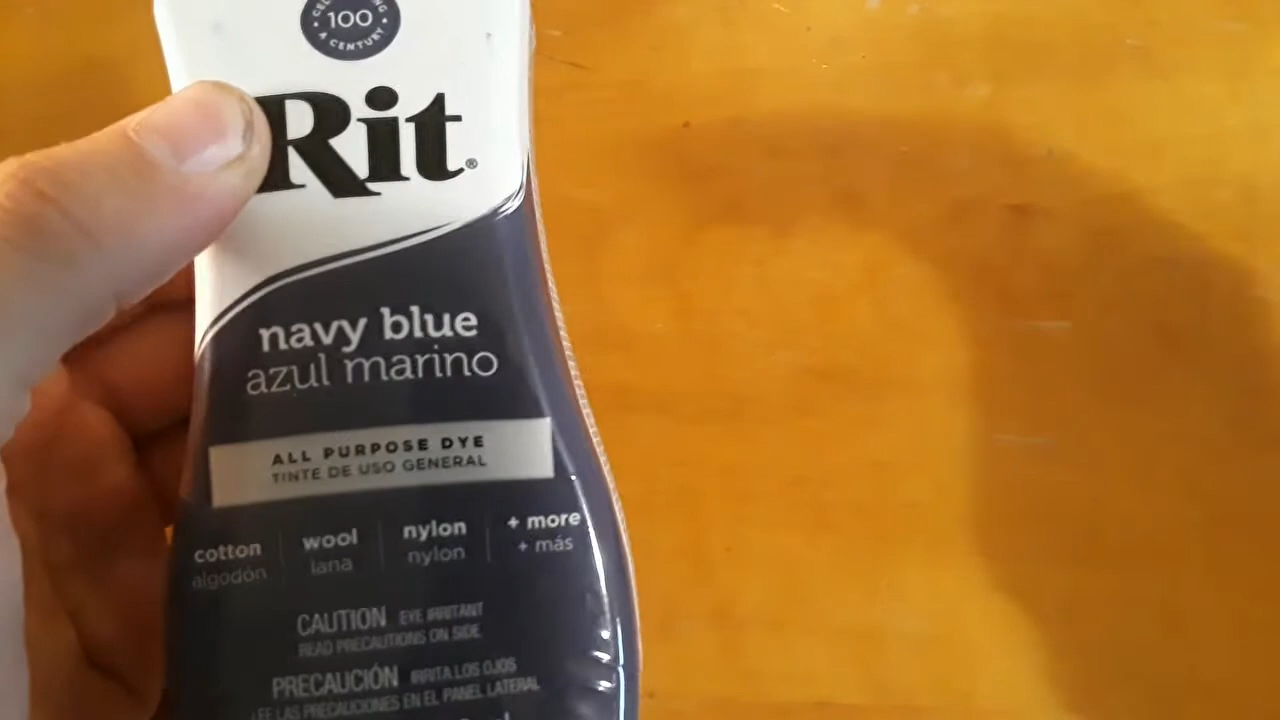 100
A CENTURY
Rit®
navy blue
azul marino
ALL PURPOSE DYE
TINTE DE USO GENERAL
cotton wool nylon + more
algodón lana nylon + más
CAUTION EYE IRRITANT
READ PRECAUTIONS ON SIDE
PRECAUCIÓN IRRITA LOS OJOS
LEE LAS PRECAUCIONES EN EL PANEL LATERAL